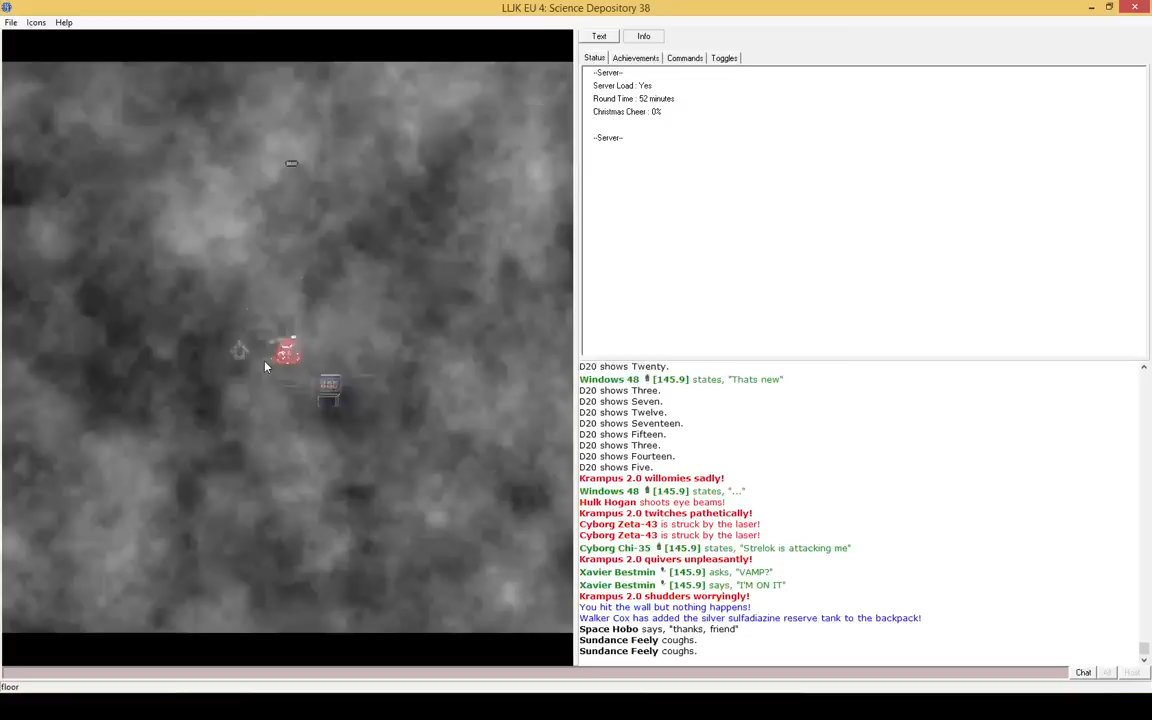 LLJK EU 4: Science Depository 38
File Icons Help
Text Info
Status Achievements Commands Toggles
--Server--
Server Load : Yes
Round Time : 52 minutes
Christmas Cheer : 0%
--Server--
D20 shows Twenty.
Windows 48 [145.9] states, "Thats new"
D20 shows Three.
D20 shows Seven.
D20 shows Twelve.
D20 shows Seventeen.
D20 shows Fifteen.
D20 shows Three.
D20 shows Fourteen.
D20 shows Five.
Krampus 2.0 willomies sadly!
Windows 48 [145.9] states, "..."
Hulk Hogan shoots eye beams!
Krampus 2.0 twitches pathetically!
Cyborg Zeta-43 is struck by the laser!
Cyborg Zeta-43 is struck by the laser!
Cyborg Chi-35 [145.9] states, "Strelok is attacking me"
Krampus 2.0 quivers unpleasantly!
Xavier Bestmin [145.9] asks, "VAMP?"
Xavier Bestmin [145.9] says, "I'M ON IT"
Krampus 2.0 shudders worryingly!
You hit the wall but nothing happens!
Walker Cox has added the silver sulfadiazine reserve tank to the backpack!
Space Hobo says, "thanks, friend"
Sundance Feely coughs.
Sundance Feely coughs.
Chat Host
floor